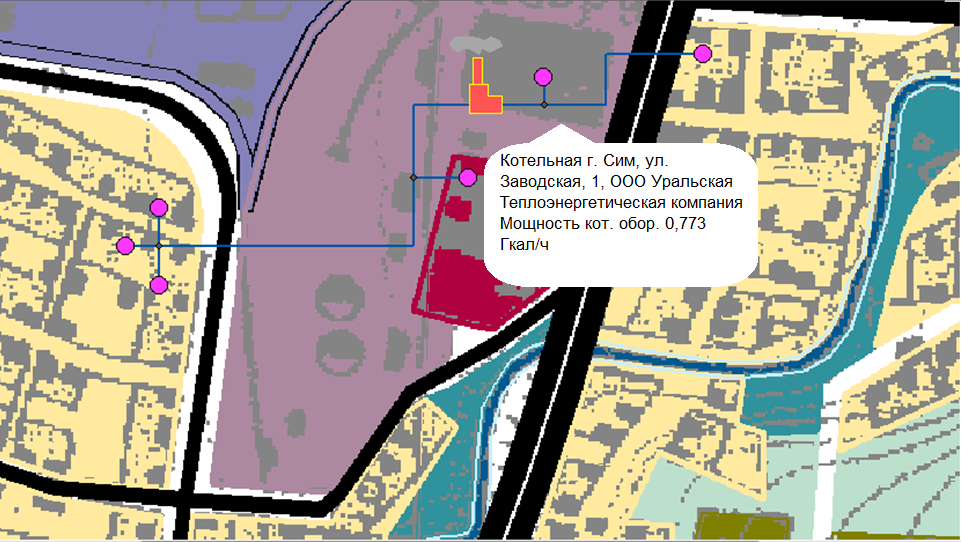 Котельная г. Сим, ул.
Заводская, 1, ООО Уральская
Теплоэнергетическая компания
Мощность кот. обор. 0,773
Гкал/ч